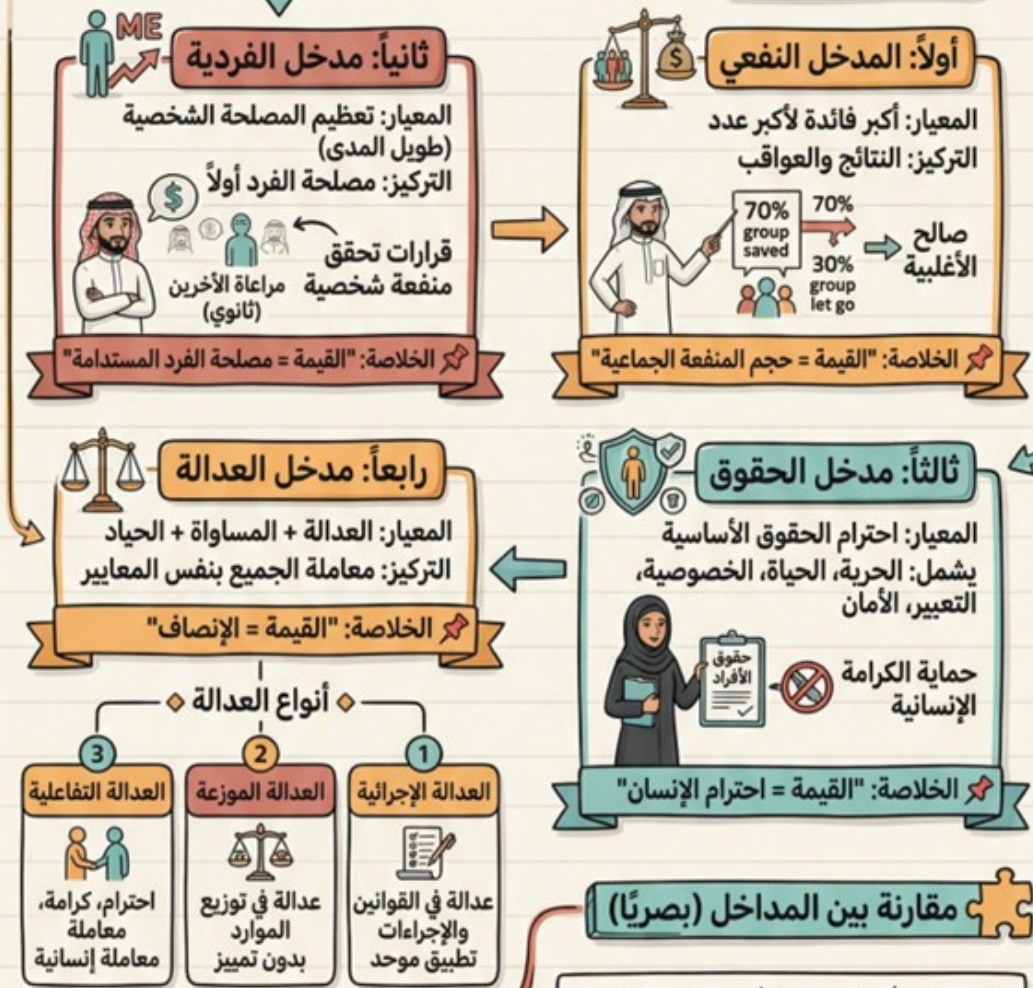 أولاً: المدخل النفعي
المعيار: أكبر فائدة لأكبر عدد
التركيز: النتائج والعواقب
$
70%
group
saved
70%
30%
group
let go
صالح
الأغلبية
الخلاصة: "القيمة = حجم المنفعة الجماعية"
ME
ثانياً: مدخل الفردية
المعيار: تعظيم المصلحة الشخصية
(طويل المدى)
التركيز: مصلحة الفرد أولاً
$
قرارات تحقق
منفعة شخصية
مراعاة الأخرين
(ثانوي)
الخلاصة: "القيمة = مصلحة الفرد المستدامة"
ثالثاً: مدخل الحقوق
المعيار: احترام الحقوق الأساسية
يشمل: الحرية، الحياة، الخصوصية،
التعبير، الأمان
حقوق
الأفراد
حماية الكرامة
الإنسانية
الخلاصة: "القيمة = احترام الإنسان"
رابعاً: مدخل العدالة
المعيار: العدالة + المساواة + الحياد
التركيز: معاملة الجميع بنفس المعايير
الخلاصة: "القيمة = الإنصاف"
أنواع العدالة
1
العدالة الإجرائية
عدالة في القوانين
والإجراءات
تطبيق موحد
2
العدالة الموزعة
عدالة في توزيع
الموارد
بدون تمييز
3
العدالة التفاعلية
احترام، كرامة،
معاملة
معاملة إنسانية
مقارنة بين المداخل (بصريًا)